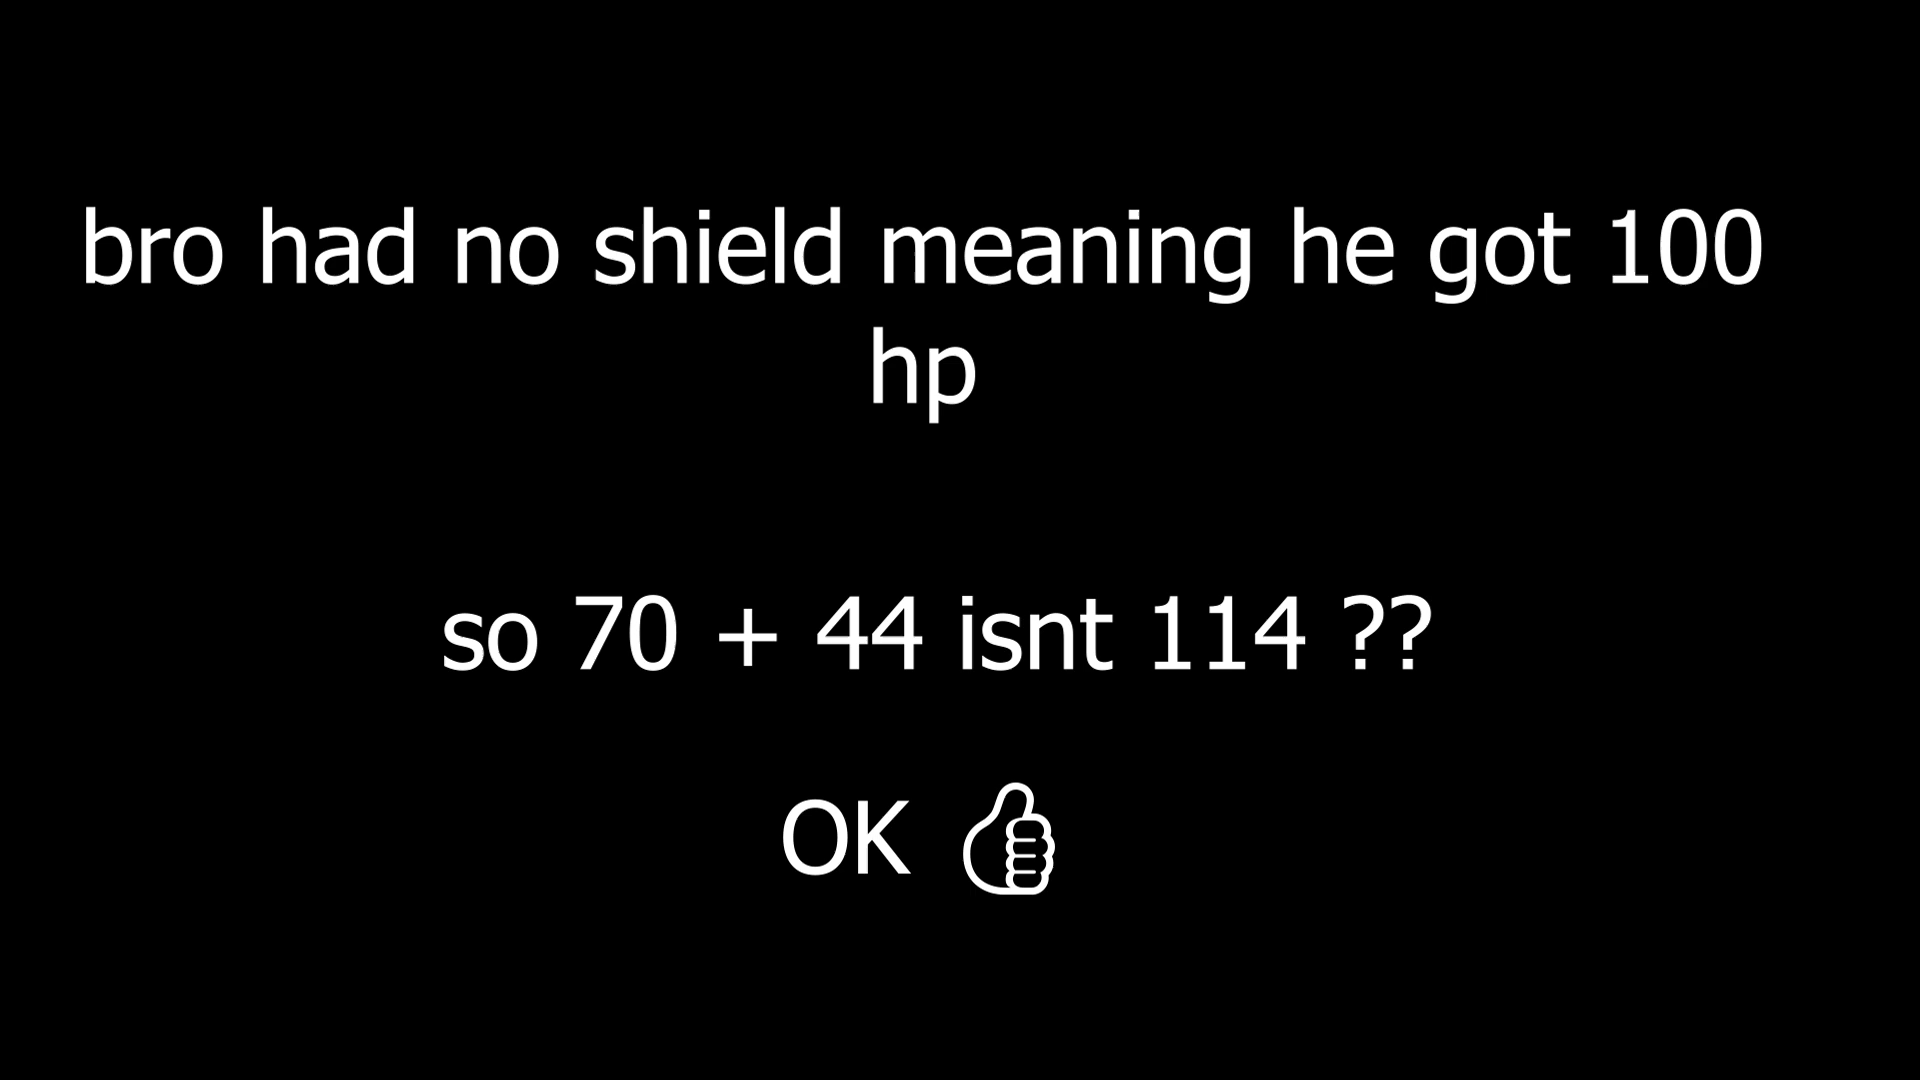 bro had no shield meaning he got 100
hp
so 70 + 44 isnt 114 ??
OK 👍